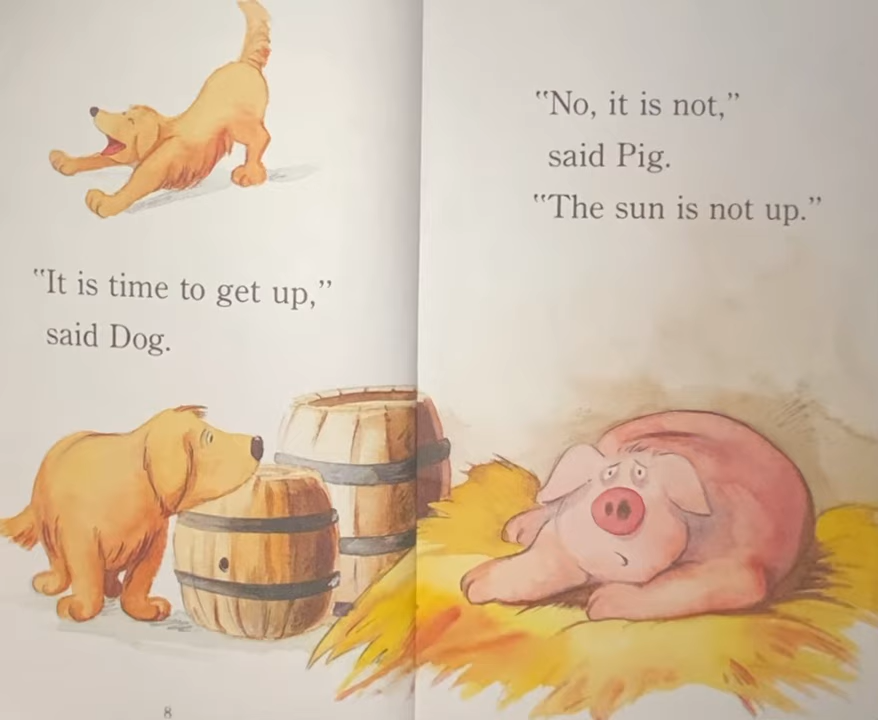 “It is time to get up,”
said Dog.
8
“No, it is not,”
said Pig.
“The sun is not up.”